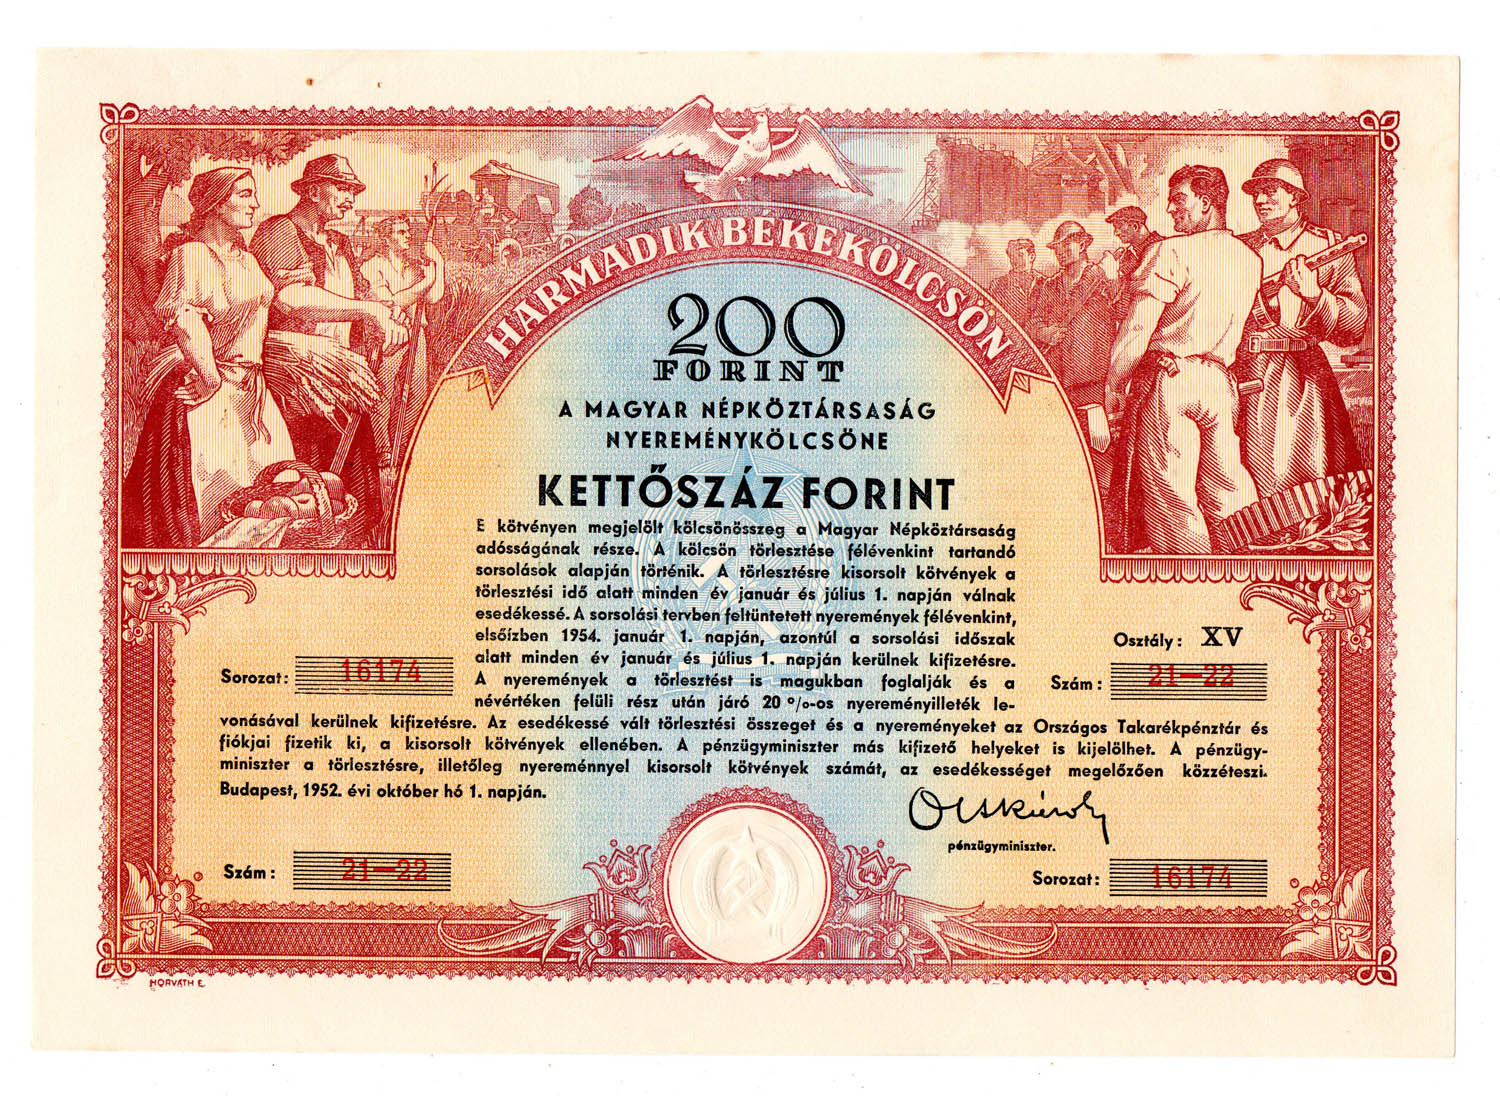 HARMADIK BÉKEKÖLCSÖN
200
FORINT
A MAGYAR NÉPKÖZTÁRSASÁG
NYEREMÉNYKÖLCSÖNE
KETTŐSZÁZ FORINT
E kötvényen megjelölt kölcsönösszeg a Magyar Népköztársaság
adósságának része. A kölcsön törlesztése félévenkint tartandó
sorsolások alapján történik. A törlesztésre kisorsolt kötvények a
törlesztési idő alatt minden év január és július 1. napján válnak
esedékessé. A sorsolási tervben feltüntetett nyeremények félévenkint,
elsőízben 1954. január 1. napján, azontúl a sorsolási időszak
alatt minden év január és július 1. napján kerülnek kifizetésre.
A nyeremények a törlesztést is magukban foglalják és a
névértéken felüli rész után járó 20 %-os nyereményilleték le-
vonásával kerülnek kifizetésre. Az esedékessé vált törlesztési összeget és a nyereményeket az Országos Takarékpénztár és
fiókjai fizetik ki, a kisorsolt kötvények ellenében. A pénzügyminiszter más kifizető helyeket is kijelölhet. A pénzügy-
miniszter a törlesztésre, illetőleg nyereménnyel kisorsolt kötvények számát, az esedékességet megelőzően közzéteszi.
Budapest, 1952. évi október hó 1. napján.
Osztály: XV
Sorozat: 16174
Szám: 21-22
Olt Károly
pénzügyminiszter.
Szám: 21-22
Sorozat: 16174
HORVÁTH E.